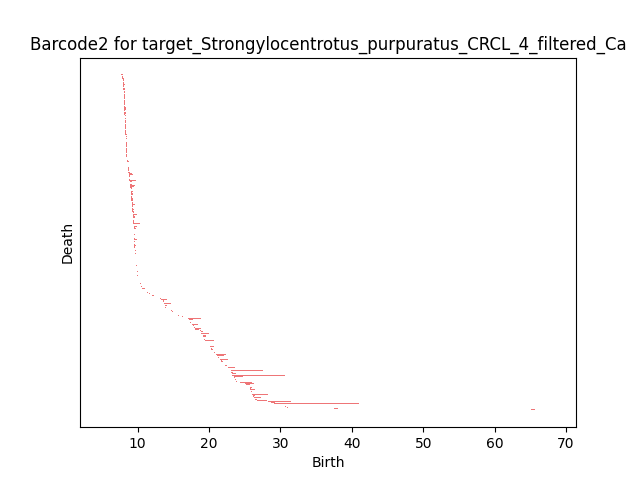 Barcode2 for target_Strongylocentrotus_purpuratus_CRCL_4_filtered_Ca
Death
10 20 30 40 50 60 70
Birth